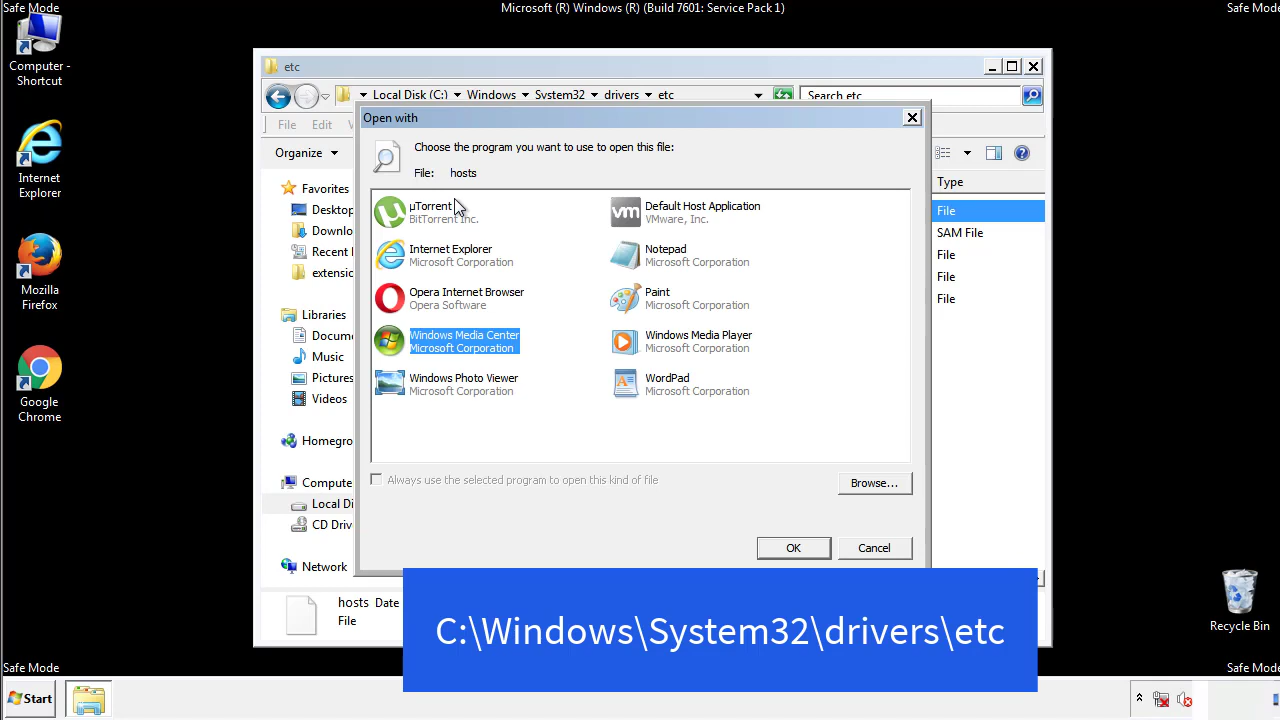 Safe Mode
Microsoft (R) Windows (R) (Build 7601: Service Pack 1)
Safe Mode
Computer -
Shortcut
Internet
Explorer
Mozilla
Firefox
Google
Chrome
etc
Local Disk (C:) Windows System32 drivers etc
Search etc
File Edit
Organize
Type
Favorites
Desktop
Downlo
Recent
extensio
Libraries
Docume
Music
Pictures
Videos
Homegro
Compute
Local Di
CD Driv
Network
File
SAM File
File
File
File
Open with
Choose the program you want to use to open this file:
File: hosts
µTorrent
BitTorrent Inc.
Default Host Application
VMware, Inc.
Internet Explorer
Microsoft Corporation
Notepad
Microsoft Corporation
Opera Internet Browser
Opera Software
Paint
Microsoft Corporation
Windows Media Center
Microsoft Corporation
Windows Media Player
Microsoft Corporation
Windows Photo Viewer
Microsoft Corporation
WordPad
Microsoft Corporation
Always use the selected program to open this kind of file
Browse...
OK
Cancel
hosts Date
File
C:\Windows\System32\drivers\etc
Recycle Bin
Safe Mode
Safe Mode
Start